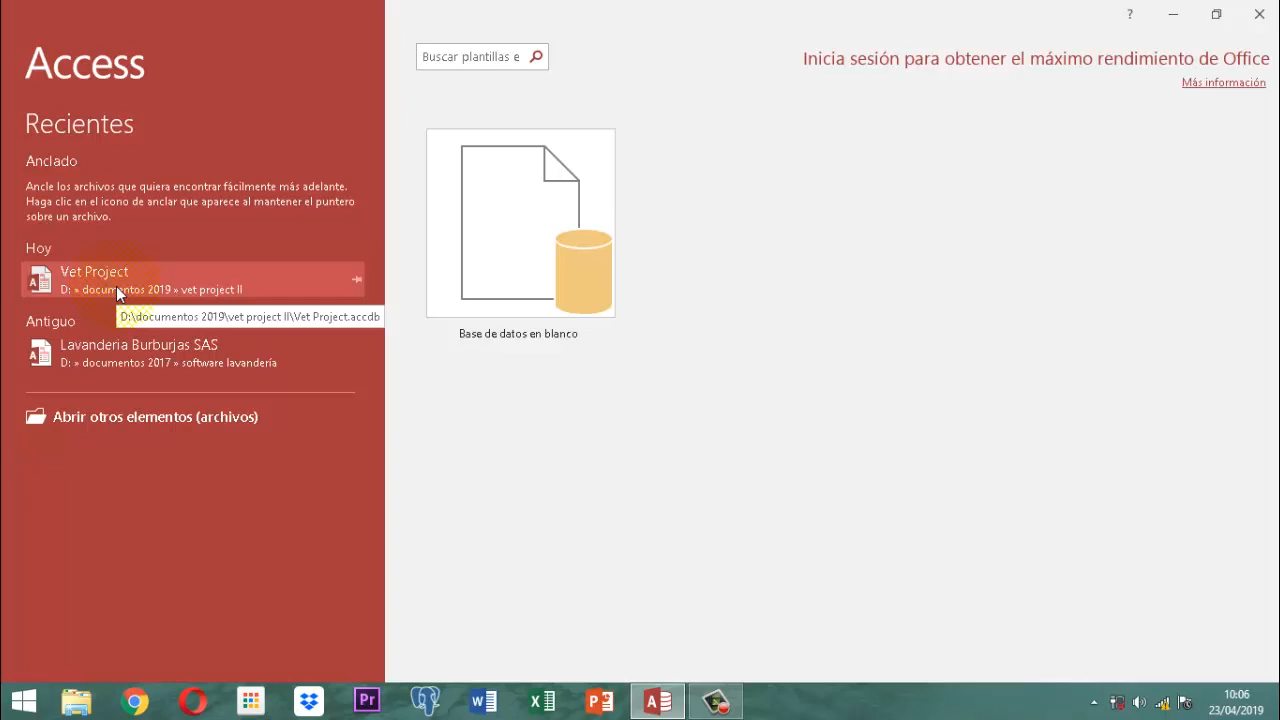 Access
Recientes
Anclado
Ancle los archivos que quiera encontrar fácilmente más adelante.
Haga clic en el icono de anclar que aparece al mantener el puntero
sobre un archivo.
Hoy
Vet Project
D: » documentos 2019 » vet project II
D:\documentos 2019\vet project II\Vet Project.accdb
Antiguo
Lavanderia Burburjas SAS
D: » documentos 2017 » software lavandería
Abrir otros elementos (archivos)
Buscar plantillas e
Inicia sesión para obtener el máximo rendimiento de Office
Más información
Base de datos en blanco
?
Pr
10:06
23/04/2019